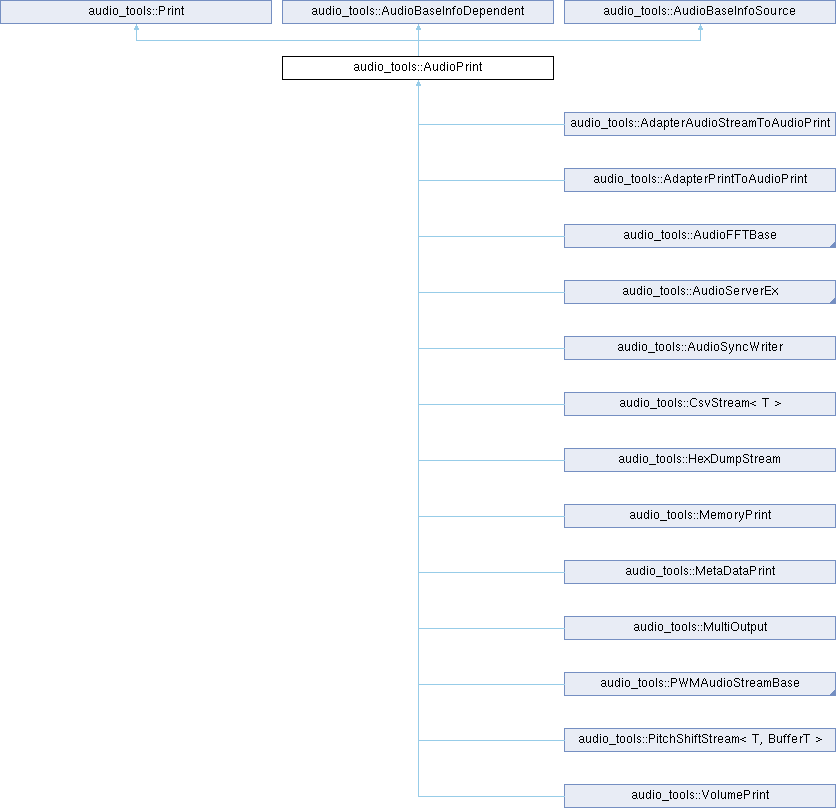 audio_tools::Print
audio_tools::AudioBaseInfoDependent
audio_tools::AudioBaseInfoSource
audio_tools::AudioPrint
audio_tools::AdapterAudioStreamToAudioPrint
audio_tools::AdapterPrintToAudioPrint
audio_tools::AudioFFTBase
audio_tools::AudioServerEx
audio_tools::AudioSyncWriter
audio_tools::CsvStream< T >
audio_tools::HexDumpStream
audio_tools::MemoryPrint
audio_tools::MetaDataPrint
audio_tools::MultiOutput
audio_tools::PWMAudioStreamBase
audio_tools::PitchShiftStream< T, BufferT >
audio_tools::VolumePrint